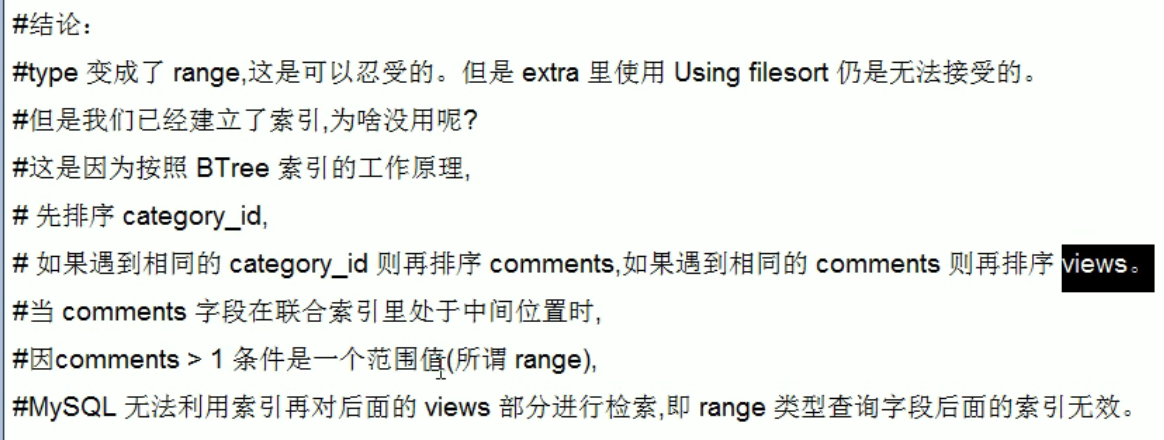 #结论：
#type 变成了 range,这是可以忍受的。但是 extra 里使用 Using filesort 仍是无法接受的。
#但是我们已经建立了索引,为啥没用呢?
#这是因为按照 BTree 索引的工作原理,
# 先排序 category_id,
# 如果遇到相同的 category_id 则再排序 comments,如果遇到相同的 comments 则再排序 views。
#当 comments 字段在联合索引里处于中间位置时,
#因comments > 1 条件是一个范围值(所谓 range),
#MySQL 无法利用索引再对后面的 views 部分进行检索,即 range 类型查询字段后面的索引无效。